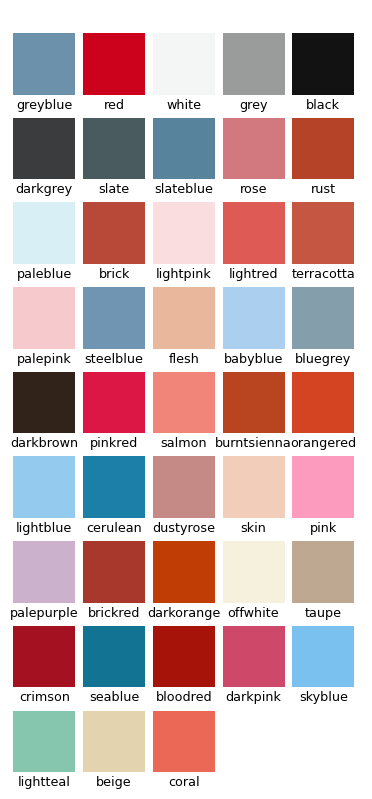 greyblue red white grey black
darkgrey slate slateblue rose rust
paleblue brick lightpink lightred terracotta
palepink steelblue flesh babyblue bluegrey
darkbrown pinkred salmon burntsienna orangered
lightblue cerulean dustyrose skin pink
palepurple brickred darkorange offwhite taupe
crimson seablue bloodred darkpink skyblue
lightteal beige coral